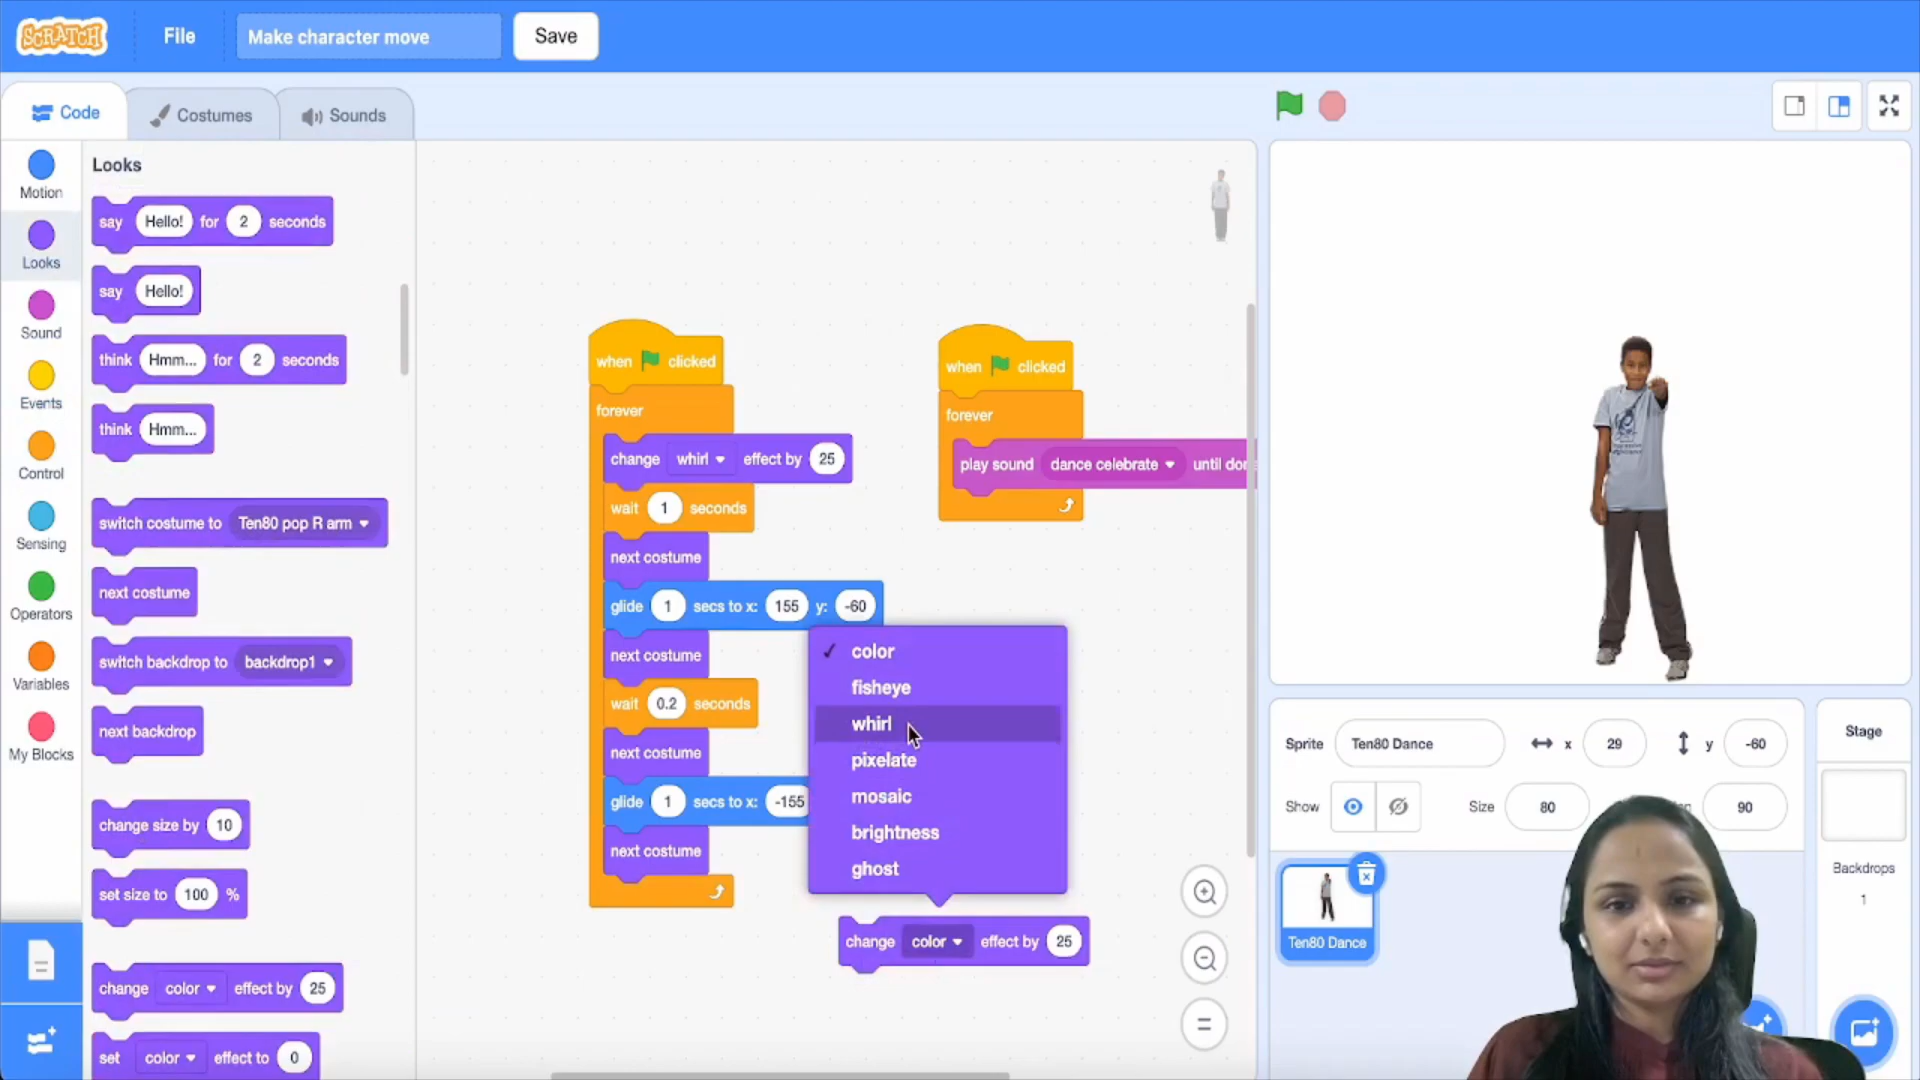 SCRATCH File Make character move Save
Code Costumes Sounds
Motion
Looks
Sound
Events
Control
Sensing
Operators
Variables
My Blocks
Looks
say Hello! for 2 seconds
say Hello!
think Hmm... for 2 seconds
think Hmm...
switch costume to Ten80 pop R arm
next costume
switch backdrop to backdrop1
next backdrop
change size by 10
set size to 100 %
change color effect by 25
set color effect to 0
when clicked
forever
change whirl effect by 25
wait 1 seconds
next costume
glide 1 secs to x: 155 y: -60
next costume
wait 0.2 seconds
next costume
glide 1 secs to x: -155
next costume
when clicked
forever
play sound dance celebrate until
color
fisheye
whirl
pixelate
mosaic
brightness
ghost
change color effect by 25
Sprite Ten80 Dance x 29 y -60
Show Size 80 90
Ten80 Dance
Stage
Backdrops
1